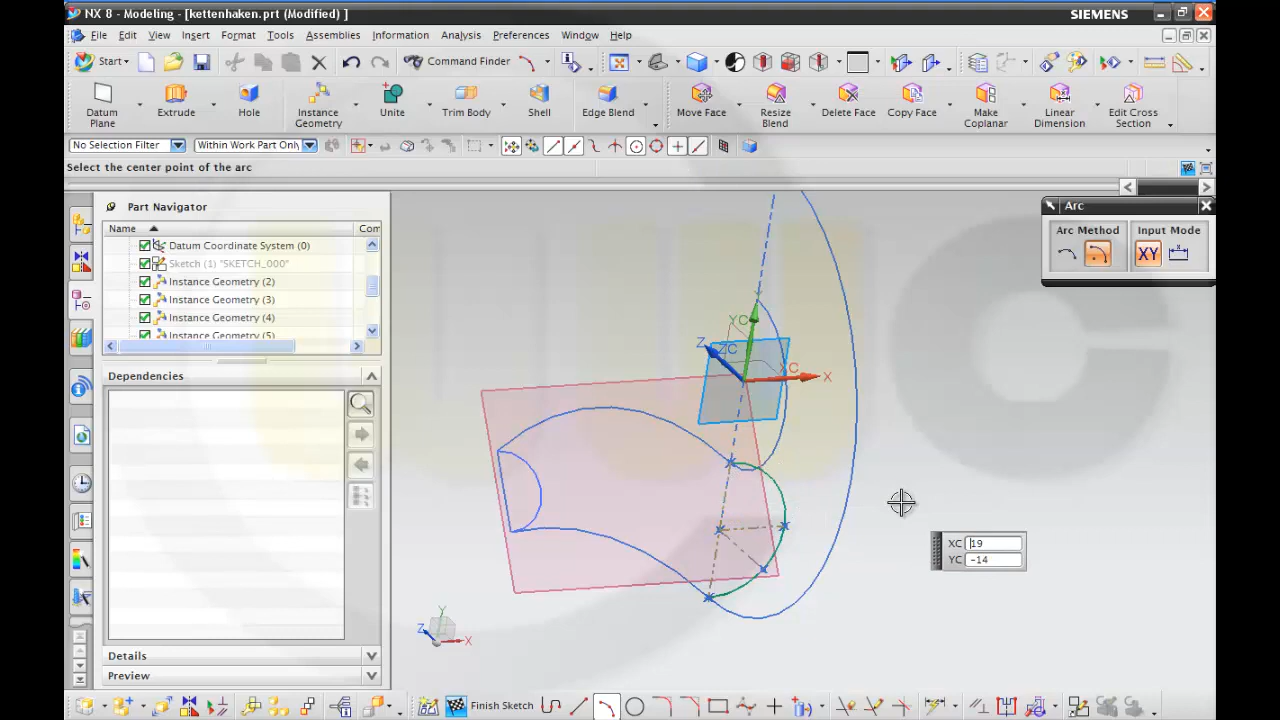 NX 8 - Modeling - [kettenhaken.prt (Modified) ]
SIEMENS
File Edit View Insert Format Tools Assemblies Information Analysis Preferences Window Help
Start
Command Finder
Datum Plane
Extrude
Hole
Instance Geometry
Unite
Trim Body
Shell
Edge Blend
Move Face
Resize Blend
Delete Face
Copy Face
Make Coplanar
Linear Dimension
Edit Cross Section
No Selection Filter
Within Work Part Only
Select the center point of the arc
Part Navigator
Name
Com
Datum Coordinate System (0)
Sketch (1) "SKETCH_000"
Instance Geometry (2)
Instance Geometry (3)
Instance Geometry (4)
Instance Geometry (5)
Dependencies
Details
Preview
Arc
Arc Method
Input Mode
XY
Y
YC
Z
ZC
XC
X
XC 19
YC -14
Y
Z
X
Finish Sketch